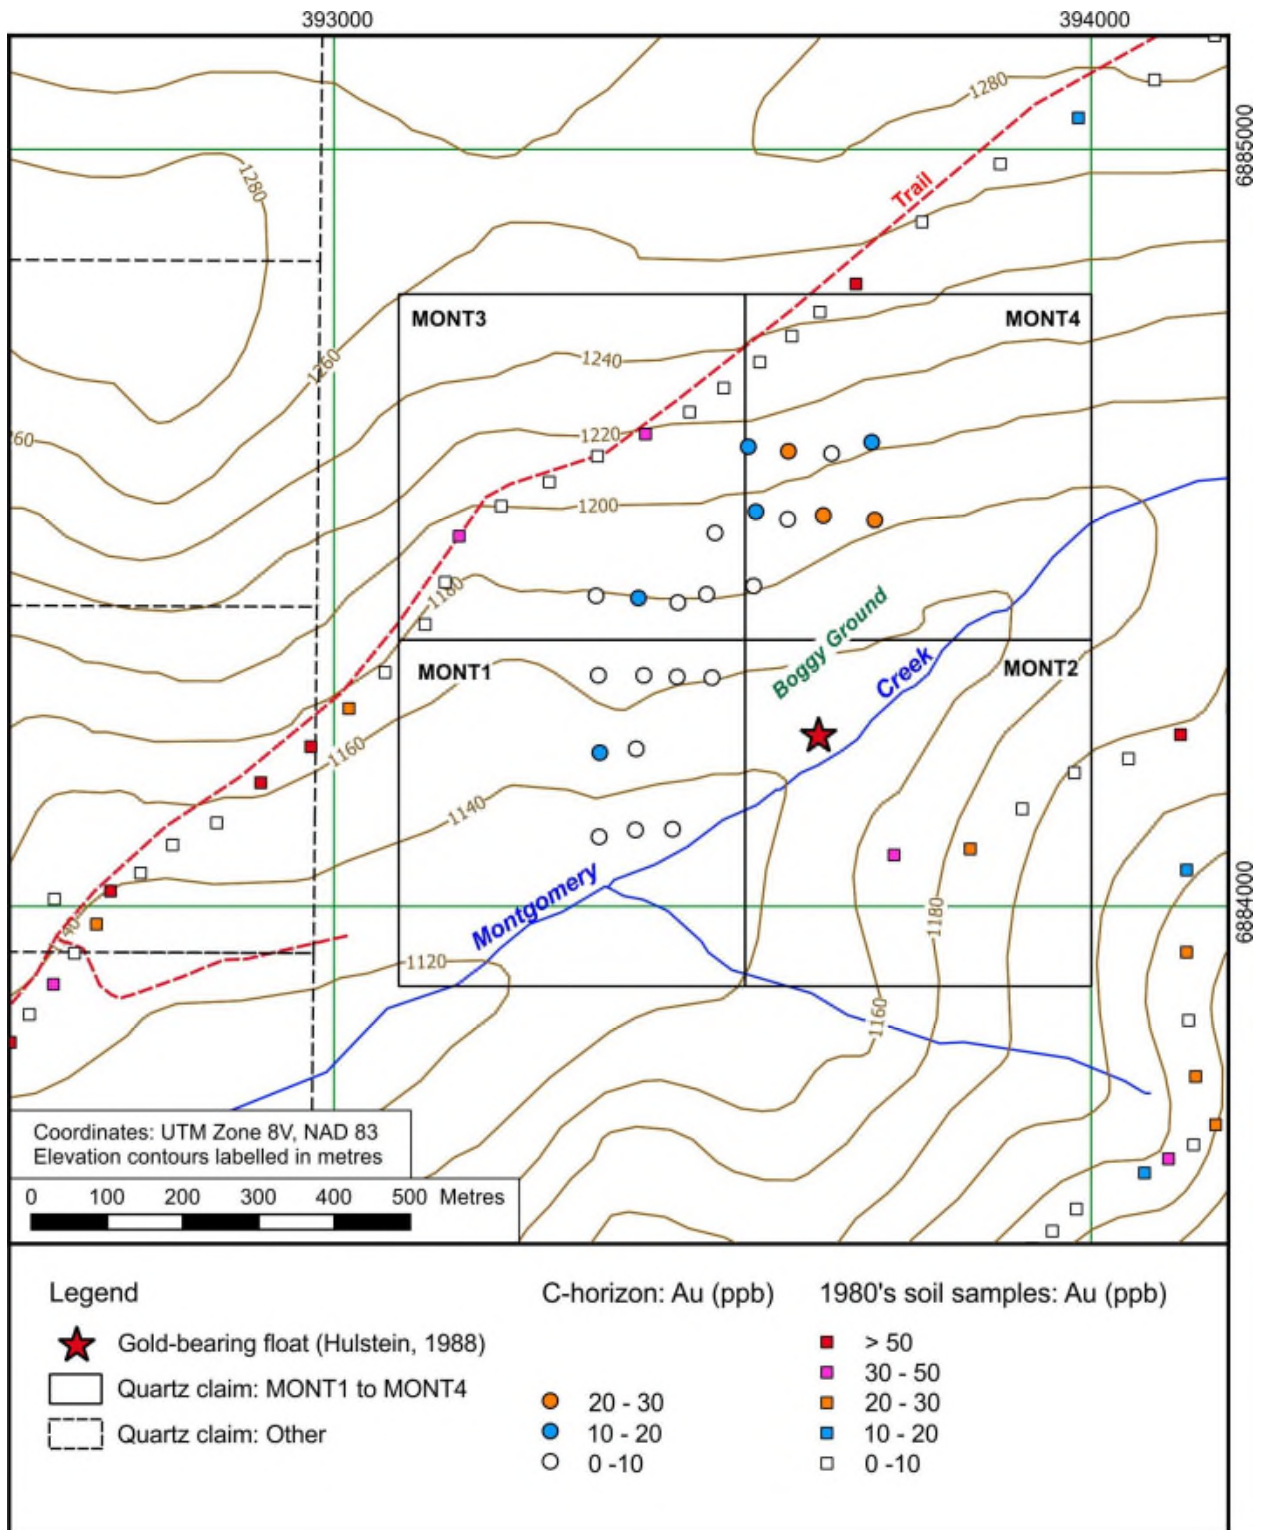 393000
394000
1280
6885000
1280
Trail
MONT3
MONT4
1260
1240
60
1220
1200
1180
Boggy Ground
MONT1
Creek
MONT2
1160
1140
Montgomery
1180
6884000
1140
1120
1160
Coordinates: UTM Zone 8V, NAD 83
Elevation contours labelled in metres
0 100 200 300 400 500 Metres
Legend
Gold-bearing float (Hulstein, 1988)
Quartz claim: MONT1 to MONT4
Quartz claim: Other
C-horizon: Au (ppb)
20 - 30
10 - 20
0 -10
1980's soil samples: Au (ppb)
> 50
30 - 50
20 - 30
10 - 20
0 -10